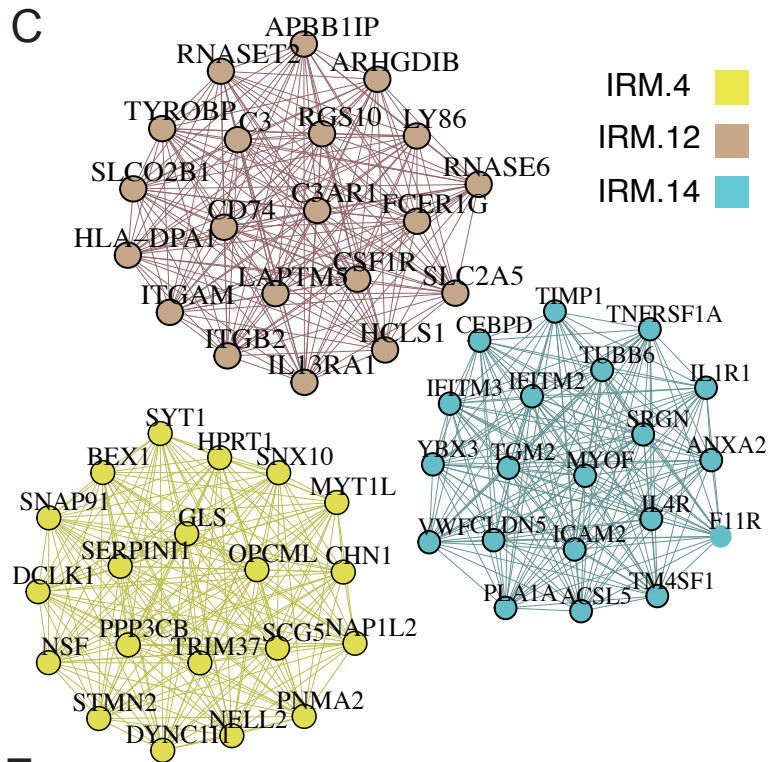 C
APBB1IP
RNASET2
ARHGDIB
TYROBP
C3
RGS10
LY86
SLCO2B1
C3AR1
RNASE6
CD74
FCER1G
HLA-DPA1
LAPTM5
CSF1R
SLC2A5
ITGAM
ITGB2
HCLS1
IL13RA1
IRM.4
IRM.12
IRM.14
TIMP1
CEBPD
TNFRSF1A
TUBB6
IFITM3
IFITM2
IL1R1
SRGN
YBX3
TGM2
MYOF
ANXA2
IL4R
VWF
CLDN5
ICAM2
F11R
PLA1A
ACSL5
TM4SF1
SYT1
HPRT1
BEX1
SNX10
SNAP91
GLS
MYT1L
SERPINI1
OPCML
CHN1
DCLK1
PPP3CB
TRIM37
SCG5
NAP1L2
NSF
STMN2
NELL2
PNMA2
DYNC1I1